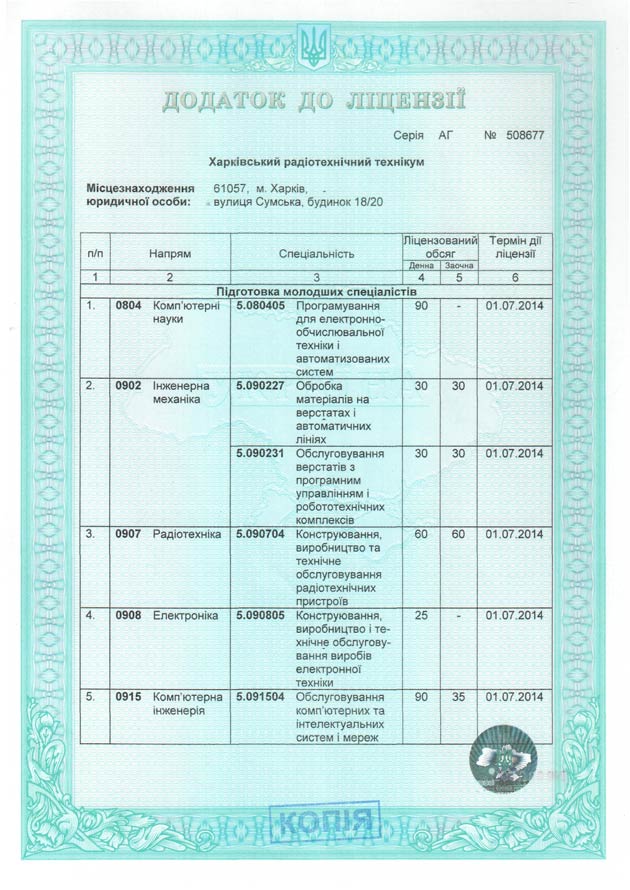 ДОДАТОК ДО ЛІЦЕНЗІЇ
Серія АГ № 508677
Харківський радіотехнічний технікум
Місцезнаходження 61057, м. Харків,
юридичної особи: вулиця Сумська, будинок 18/20
п/п Напрям Спеціальність Ліцензований обсяг Термін дії ліцензії
Денна Заочна
1 2 3 4 5 6
Підготовка молодших спеціалістів
1. 0804 Комп'ютерні 5.080405 Програмування 90 - 01.07.2014
науки для електронно-
обчислювальної
техніки і
автоматизованих
систем
2. 0902 Інженерна 5.090227 Обробка 30 30 01.07.2014
механіка матеріалів на
верстатах і
автоматичних
лініях
5.090231 Обслуговування 30 30 01.07.2014
верстатів з
програмним
управлінням і
робототехнічних
комплексів
3. 0907 Радіотехніка 5.090704 Конструювання, 60 60 01.07.2014
виробництво та
технічне
обслуговування
радіотехнічних
пристроїв
4. 0908 Електроніка 5.090805 Конструювання, 25 - 01.07.2014
виробництво і те-
хнічне обслугову-
вання виробів
електронної
техніки
5. 0915 Комп'ютерна 5.091504 Обслуговування 90 35 01.07.2014
інженерія комп'ютерних та
інтелектуальних
систем і мереж
КОПІЯ